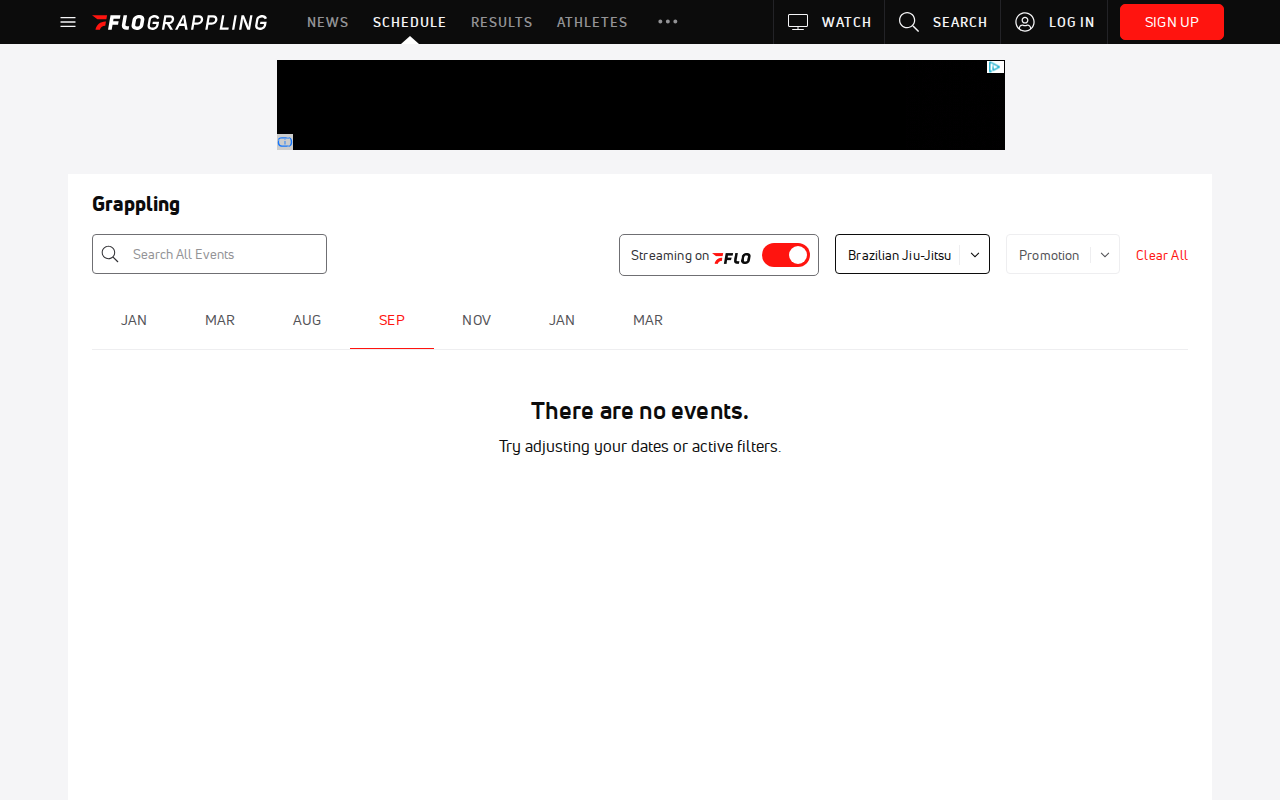 FLOGRAPPLING NEWS SCHEDULE RESULTS ATHLETES WATCH SEARCH LOG IN SIGN UP
Grappling
Search All Events Streaming on FLO Brazilian Jiu-Jitsu Promotion Clear All
JAN MAR AUG SEP NOV JAN MAR
There are no events.
Try adjusting your dates or active filters.